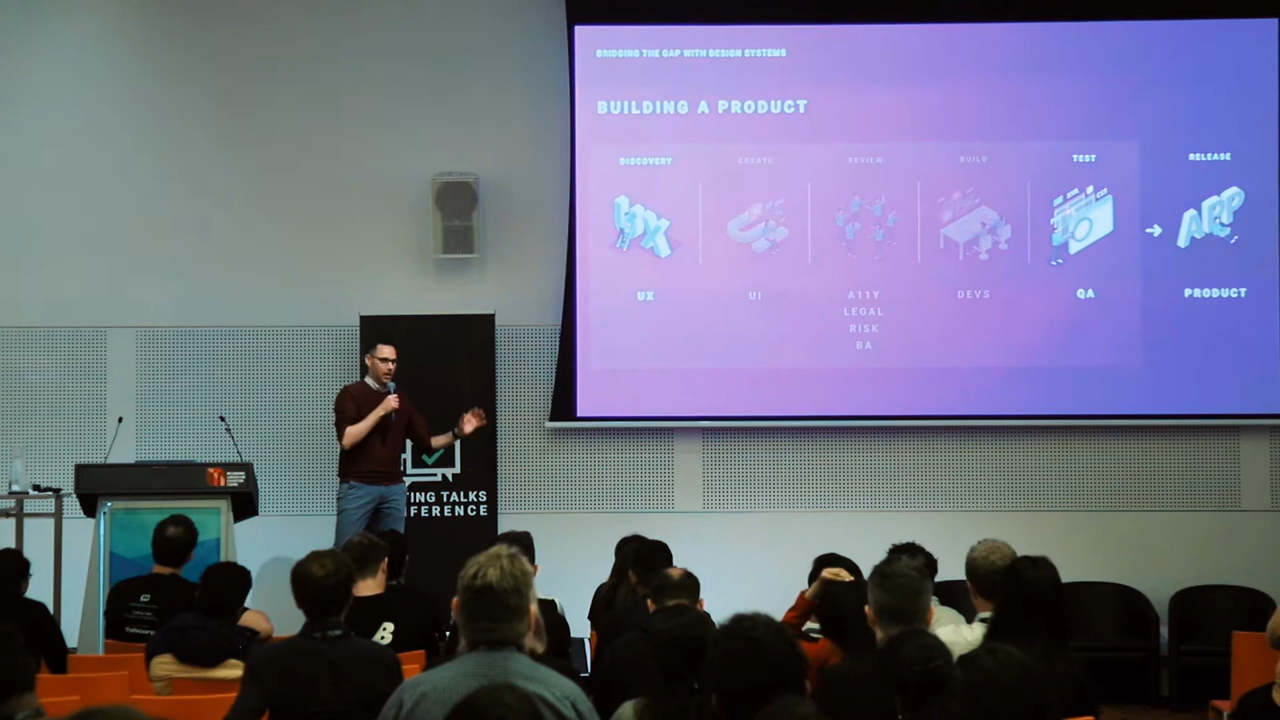 BRIDGING THE GAP WITH DESIGN SYSTEMS
BUILDING A PRODUCT
DISCOVERY CREATE REVIEW BUILD TEST RELEASE
UX
APP
UX UI A11Y DEVS QA PRODUCT
LEGAL
RISK
BA
TING TALKS
FERENCE
B